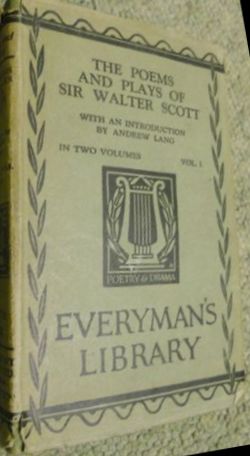 THE POEMS
AND PLAYS OF
SIR WALTER SCOTT
WITH AN INTRODUCTION
BY ANDREW LANG
IN TWO VOLUMES VOL. I.
POETRY & DRAMA
EVERYMAN'S
LIBRARY